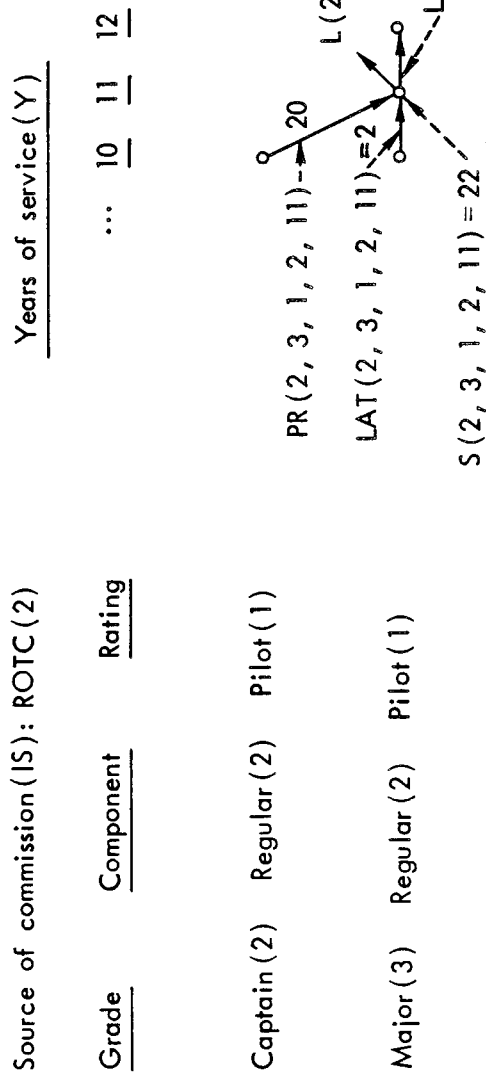 Source of commission(IS): ROTC(2)
Years of service(Y)
Grade Component Rating ... 10 11 12
Captain(2) Regular(2) Pilot(1)
PR(2, 3, 1, 2, 11) 20
L(2
LAT(2, 3, 1, 2, 11) = 2
Major(3) Regular(2) Pilot(1)
L
S(2, 3, 1, 2, 11) = 22